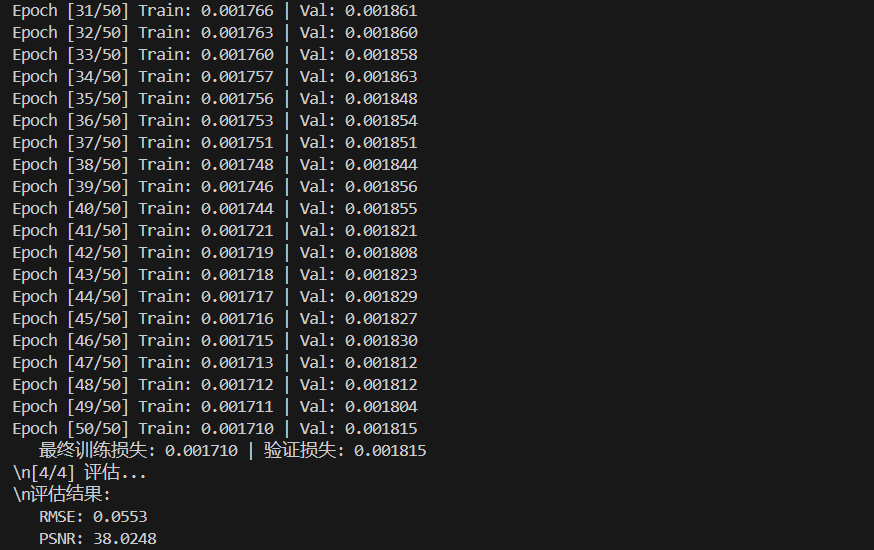 Epoch [31/50] Train: 0.001766 | Val: 0.001861
Epoch [32/50] Train: 0.001763 | Val: 0.001860
Epoch [33/50] Train: 0.001760 | Val: 0.001858
Epoch [34/50] Train: 0.001757 | Val: 0.001863
Epoch [35/50] Train: 0.001756 | Val: 0.001848
Epoch [36/50] Train: 0.001753 | Val: 0.001854
Epoch [37/50] Train: 0.001751 | Val: 0.001851
Epoch [38/50] Train: 0.001748 | Val: 0.001844
Epoch [39/50] Train: 0.001746 | Val: 0.001856
Epoch [40/50] Train: 0.001744 | Val: 0.001855
Epoch [41/50] Train: 0.001721 | Val: 0.001821
Epoch [42/50] Train: 0.001719 | Val: 0.001808
Epoch [43/50] Train: 0.001718 | Val: 0.001823
Epoch [44/50] Train: 0.001717 | Val: 0.001829
Epoch [45/50] Train: 0.001716 | Val: 0.001827
Epoch [46/50] Train: 0.001715 | Val: 0.001830
Epoch [47/50] Train: 0.001713 | Val: 0.001812
Epoch [48/50] Train: 0.001712 | Val: 0.001812
Epoch [49/50] Train: 0.001711 | Val: 0.001804
Epoch [50/50] Train: 0.001710 | Val: 0.001815
最终训练损失: 0.001710 | 验证损失: 0.001815
\n[4/4] 评估...
\n评估结果:
RMSE: 0.0553
PSNR: 38.0248